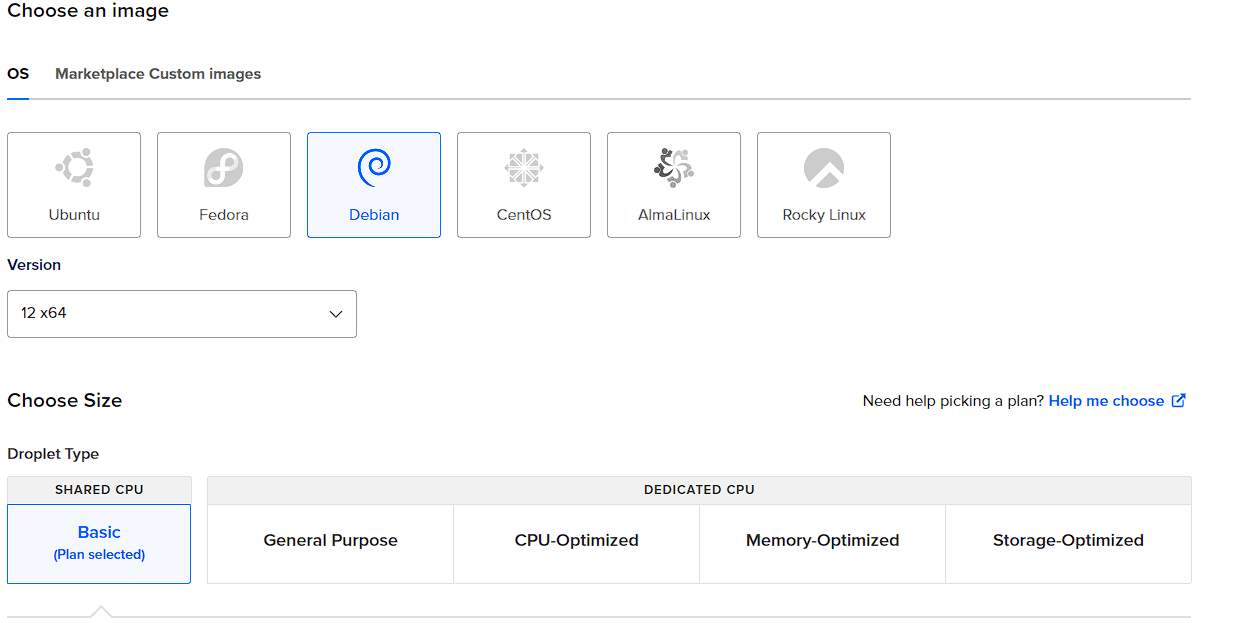 Choose an image
OS Marketplace Custom images
Ubuntu Fedora Debian CentOS AlmaLinux Rocky Linux
Version
12 x64
Choose Size Need help picking a plan? Help me choose
Droplet Type
SHARED CPU DEDICATED CPU
Basic
(Plan selected)
General Purpose CPU-Optimized Memory-Optimized Storage-Optimized